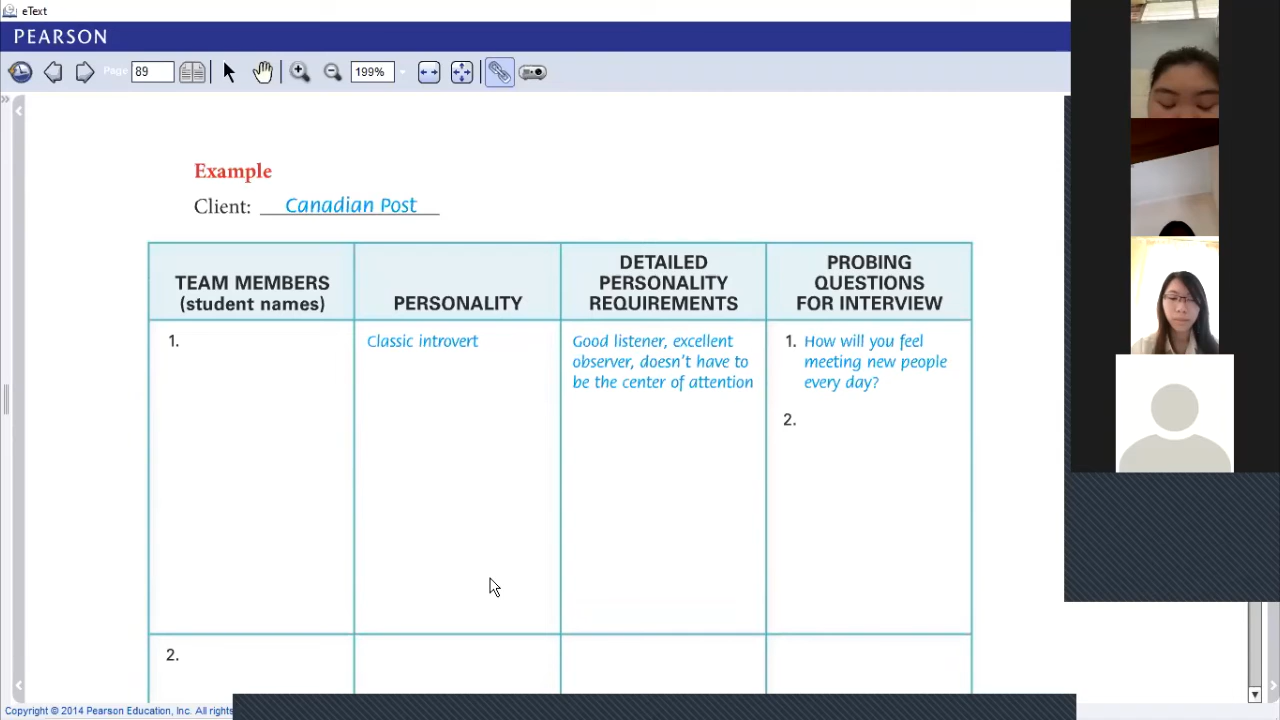 eText
PEARSON
Page 89
199%
Example
Client: Canadian Post
TEAM MEMBERS
(student names)
PERSONALITY
DETAILED
PERSONALITY
REQUIREMENTS
PROBING
QUESTIONS
FOR INTERVIEW
1.
Classic introvert
Good listener, excellent
observer, doesn't have to
be the center of attention
1. How will you feel
meeting new people
every day?
2.
2.
Copyright © 2014 Pearson Education, Inc. All rights